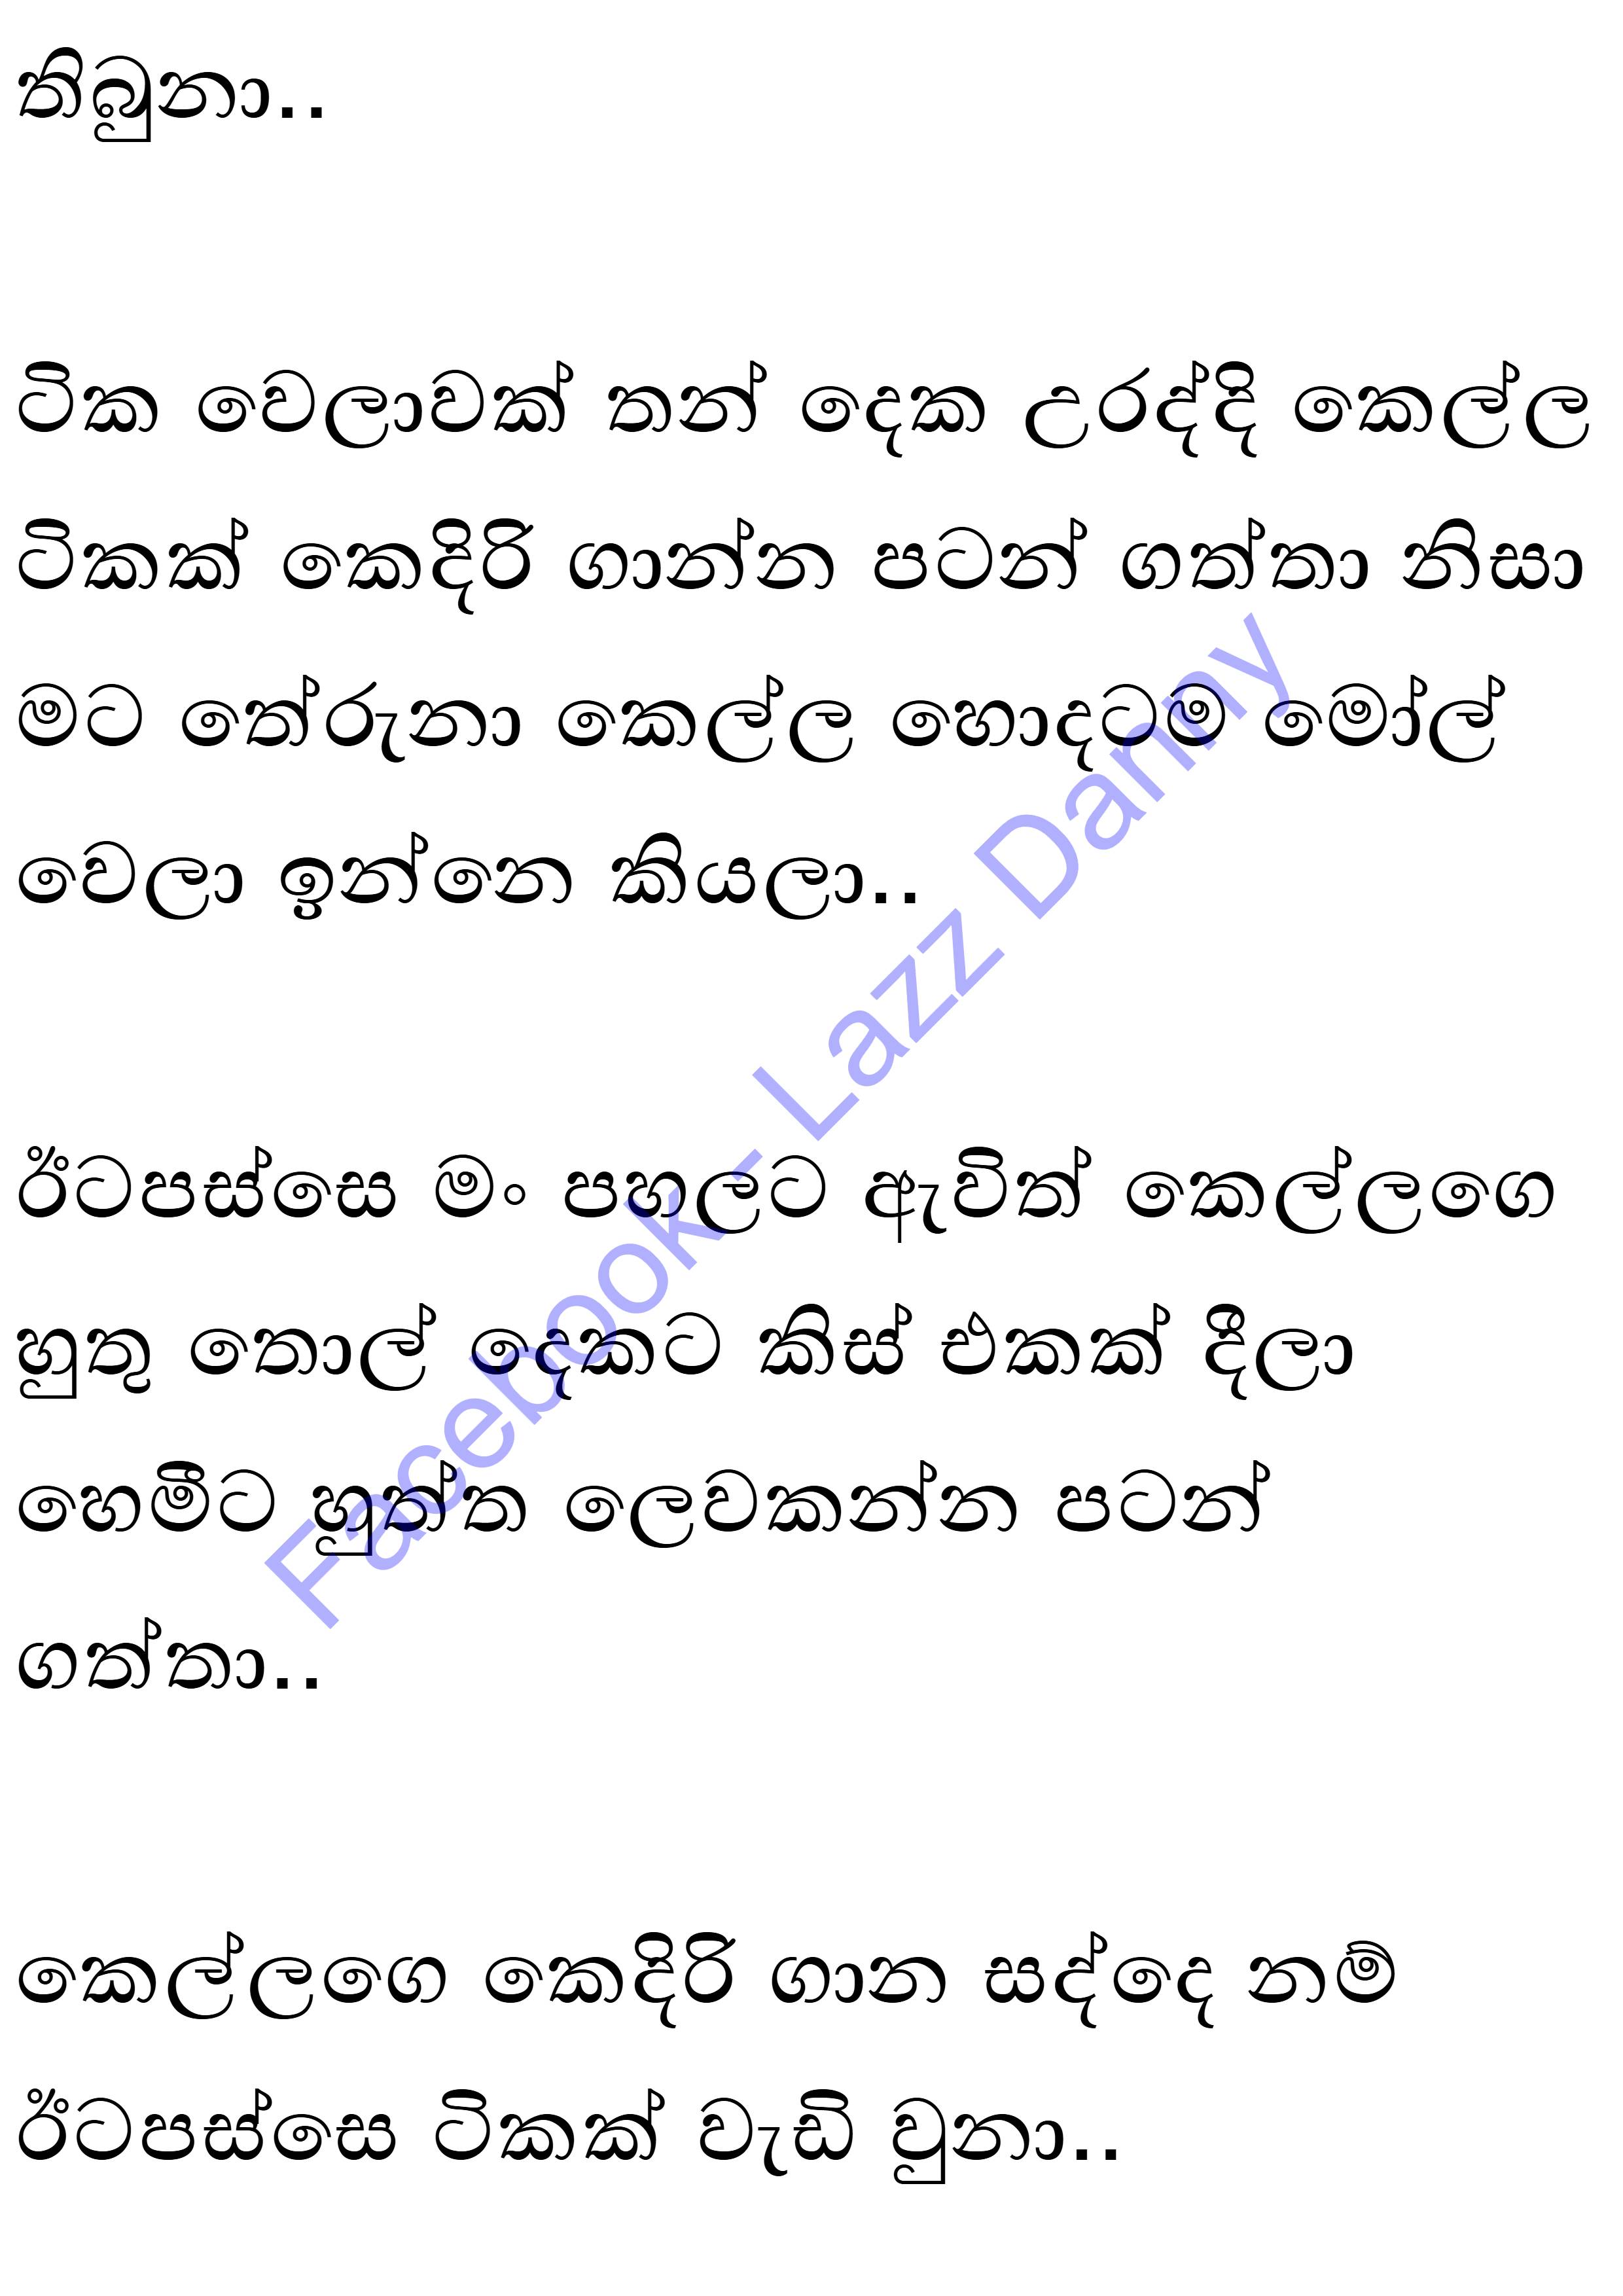 තිබුනා..
ටික වෙලාවක් තන් දෙක උරද්දි කෙල්ල
ටිකක් කෙදිරි ගාන්න පටන් ගත්තා නිසා
මට තේරුනා කෙල්ල හොදටම මෝල්
වෙලා ඉන්නෙ කියලා..
ඊටපස්සෙ මං පහලට ඇවිත් කෙල්ලගෙ
හුතු තොල් දෙකට කිස් එකක් දීලා
හෙමීට හුත්ත ලෙවකන්න පටන්
ගත්තා..
කෙල්ලගෙ කෙදිරි ගාන සද්දෙ නම්
ඊටපස්සෙ ටිකක් වැඩි වුනා..
Facebook - Lazz Danny